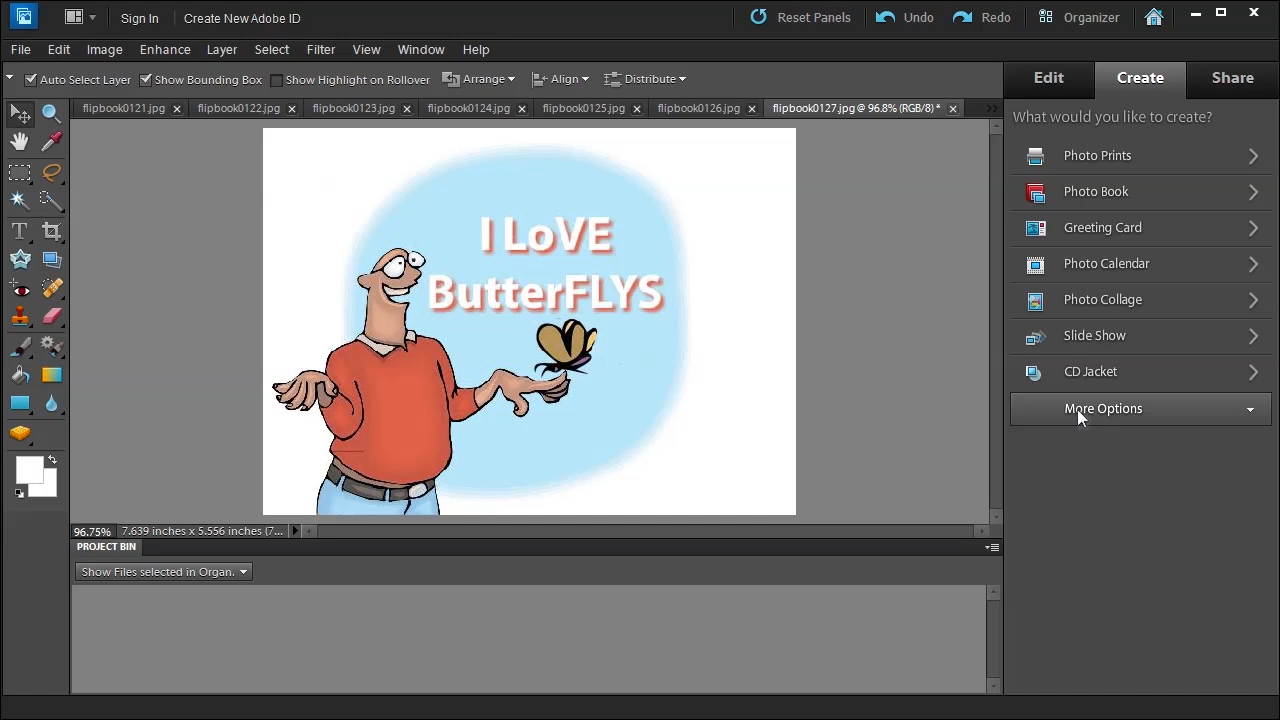 Sign In
Create New Adobe ID
Reset Panels
Undo
Redo
Organizer
File Edit Image Enhance Layer Select Filter View Window Help
Auto Select Layer Show Bounding Box Show Highlight on Rollover Arrange Align Distribute
Edit Create Share
flipbook0121.jpg flipbook0122.jpg flipbook0123.jpg flipbook0124.jpg flipbook0125.jpg flipbook0126.jpg flipbook0127.jpg @ 96.8% (RGB/8) *
What would you like to create?
Photo Prints
Photo Book
Greeting Card
Photo Calendar
Photo Collage
Slide Show
CD Jacket
More Options
I LoVE
ButterFLYS
96.75% 7.639 inches x 5.556 inches (7...
PROJECT BIN
Show Files selected in Organ.